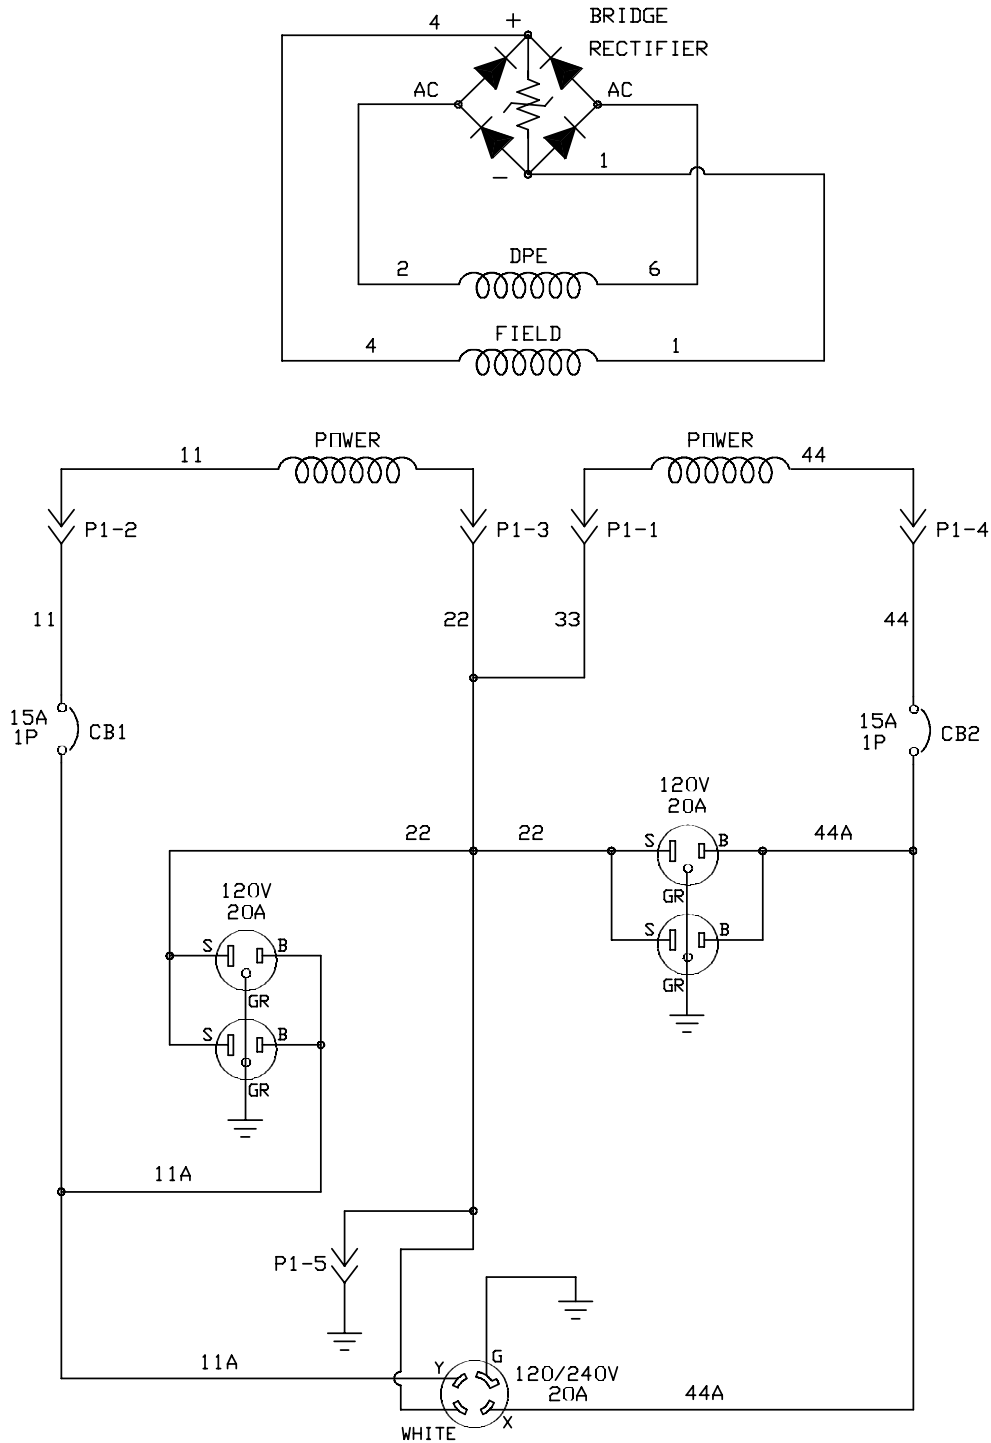 BRIDGE
RECTIFIER
4
+
AC
AC
1
−
DPE
2
6
FIELD
4
1
11
POWER
POWER
44
P1-2
P1-3
P1-1
P1-4
11
22
33
44
15A
1P
CB1
15A
1P
CB2
120V
20A
22
22
S
B
44A
GR
S
B
GR
120V
20A
S
B
GR
S
B
GR
11A
P1-5
11A
Y
G
120/240V
20A
44A
X
WHITE